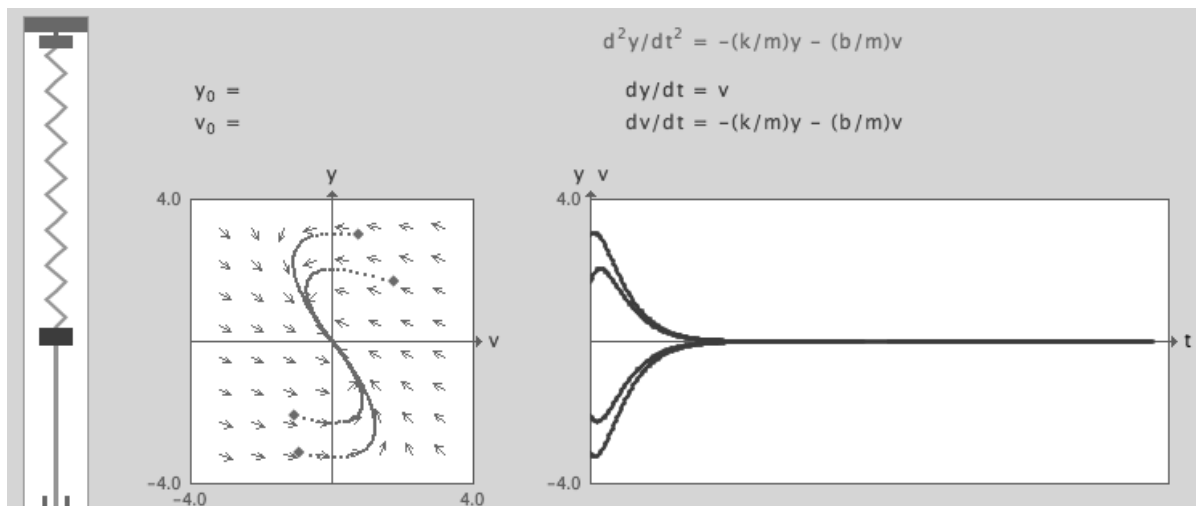 d²y/dt² = -(k/m)y - (b/m)v
y₀ =
dy/dt = v
v₀ =
dv/dt = -(k/m)y - (b/m)v
y
y v
4.0
4.0
v
t
-4.0
-4.0
-4.0
4.0